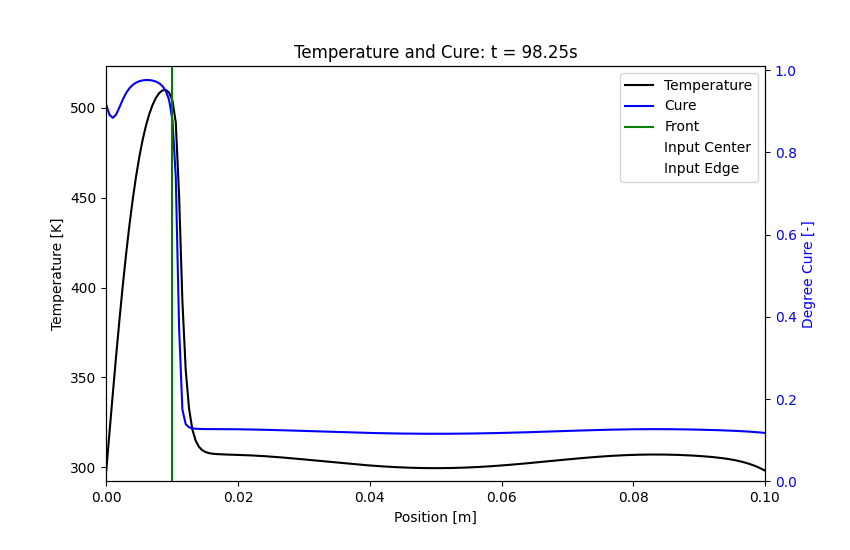 Temperature and Cure: t = 98.25s
Temperature
Cure
Front
Input Center
Input Edge
Temperature [K]
500
450
400
350
300
1.0
0.8
0.6
0.4
0.2
0.0
Degree Cure [-]
0.00
0.02
0.04
0.06
0.08
0.10
Position [m]